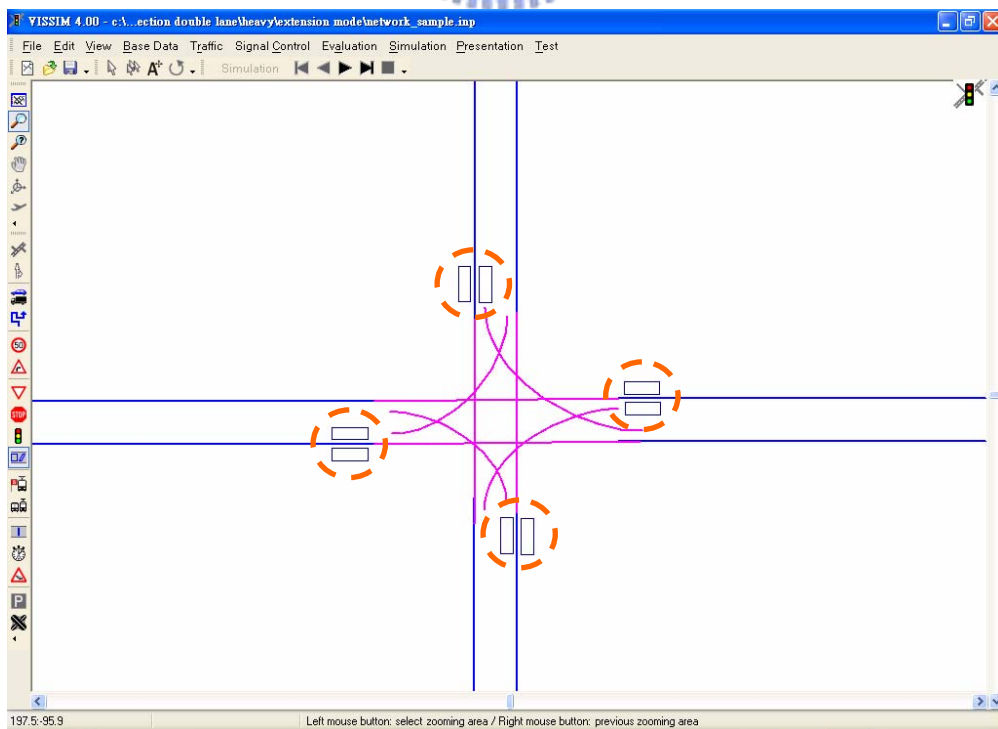 VISSIM 4.00 - c:\...ection double lane\heavy\extension mode\network_sample.inp
File Edit View Base Data Traffic Signal Control Evaluation Simulation Presentation Test
A+ Simulation
50
STOP
P
197.5:-95.9 Left mouse button: select zooming area / Right mouse button: previous zooming area